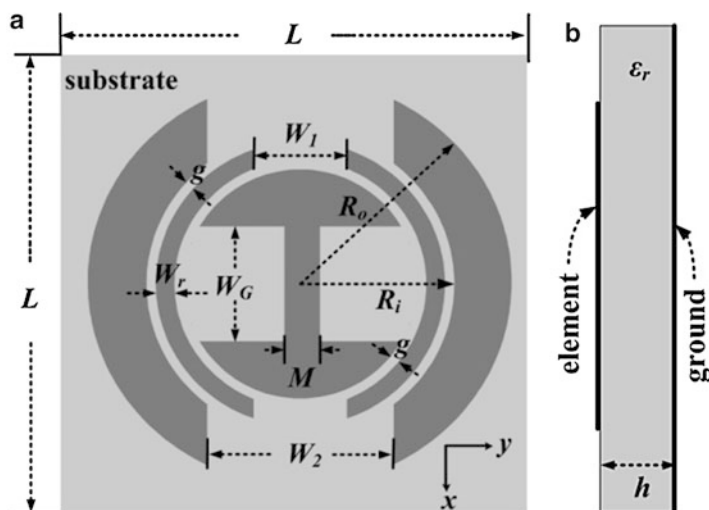 a
L
b
substrate
εr
W1
g
Ro
L
Wr
WG
Ri
g
M
element
ground
W2
y
x
h